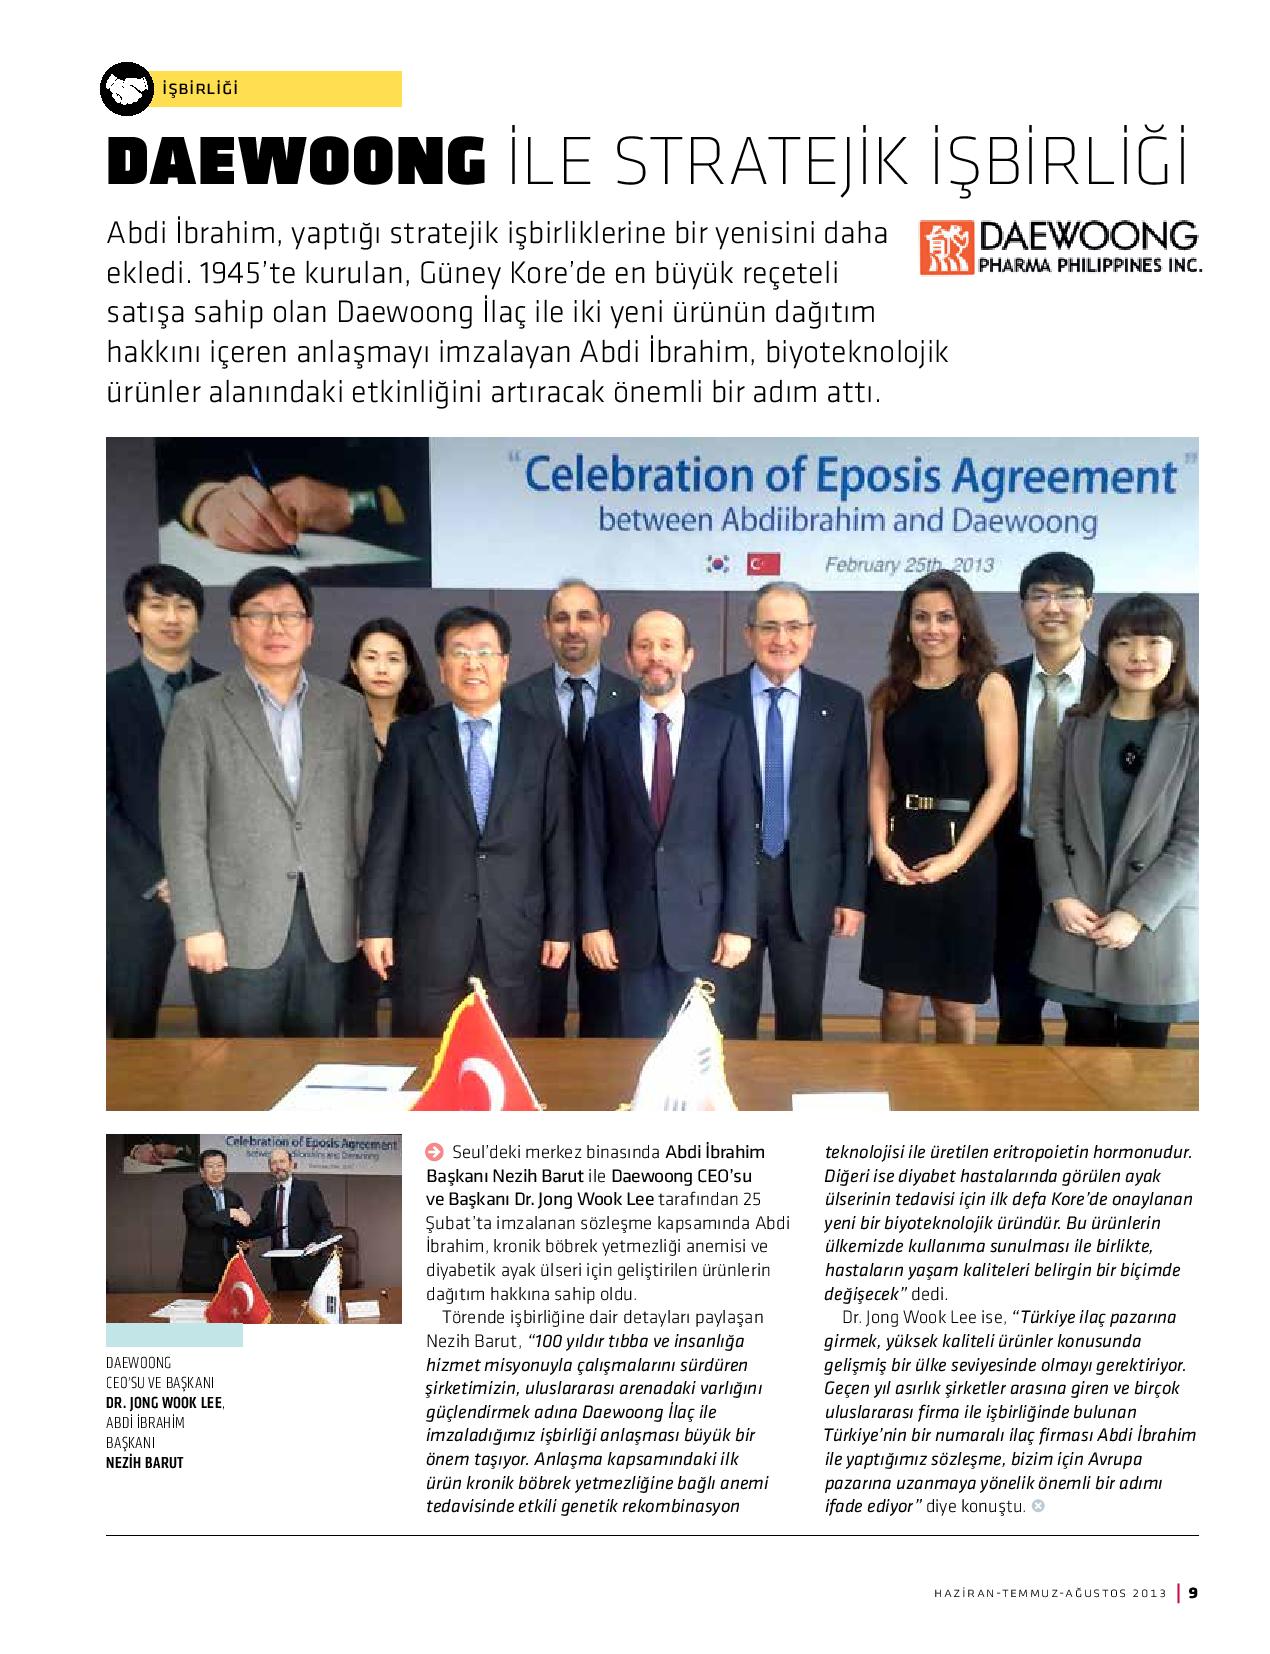 İŞBİRLİĞİ
DAEWOONG İLE STRATEJİK İŞBİRLİĞİ
Abdi İbrahim, yaptığı stratejik işbirliklerine bir yenisini daha
ekledi. 1945’te kurulan, Güney Kore’de en büyük reçeteli
satışa sahip olan Daewoong İlaç ile iki yeni ürünün dağıtım
hakkını içeren anlaşmayı imzalayan Abdi İbrahim, biyoteknolojik
ürünler alanındaki etkinliğini artıracak önemli bir adım attı.
DAEWOONG
PHARMA PHILIPPINES INC.
“Celebration of Eposis Agreement”
between Abdiibrahim and Daewoong
February 25th, 2013
Celebration of Eposis Agreement
DAEWOONG
CEO’SU VE BAŞKANI
DR. JONG WOOK LEE,
ABDİ İBRAHİM
BAŞKANI
NEZİH BARUT
Seul’deki merkez binasında Abdi İbrahim
Başkanı Nezih Barut ile Daewoong CEO’su
ve Başkanı Dr. Jong Wook Lee tarafından 25
Şubat’ta imzalanan sözleşme kapsamında Abdi
İbrahim, kronik böbrek yetmezliği anemisi ve
diyabetik ayak ülseri için geliştirilen ürünlerin
dağıtım hakkına sahip oldu.
Törende işbirliğine dair detayları paylaşan
Nezih Barut, “100 yıldır tıbba ve insanlığa
hizmet misyonuyla çalışmalarını sürdüren
şirketimizin, uluslararası arenadaki varlığını
güçlendirmek adına Daewoong İlaç ile
imzaladığımız işbirliği anlaşması büyük bir
önem taşıyor. Anlaşma kapsamındaki ilk
ürün kronik böbrek yetmezliğine bağlı anemi
tedavisinde etkili genetik rekombinasyon
teknolojisi ile üretilen eritropoietin hormonudur.
Diğeri ise diyabet hastalarında görülen ayak
ülserinin tedavisi için ilk defa Kore’de onaylanan
yeni bir biyoteknolojik üründür. Bu ürünlerin
ülkemizde kullanıma sunulması ile birlikte,
hastaların yaşam kaliteleri belirgin bir biçimde
değişecek” dedi.
Dr. Jong Wook Lee ise, “Türkiye ilaç pazarına
girmek, yüksek kaliteli ürünler konusunda
gelişmiş bir ülke seviyesinde olmayı gerektiriyor.
Geçen yıl asırlık şirketler arasına giren ve birçok
uluslararası firma ile işbirliğinde bulunan
Türkiye’nin bir numaralı ilaç firması Abdi İbrahim
ile yaptığımız sözleşme, bizim için Avrupa
pazarına uzanmaya yönelik önemli bir adımı
ifade ediyor” diye konuştu.
HAZİRAN-TEMMUZ-AĞUSTOS 2013 | 9